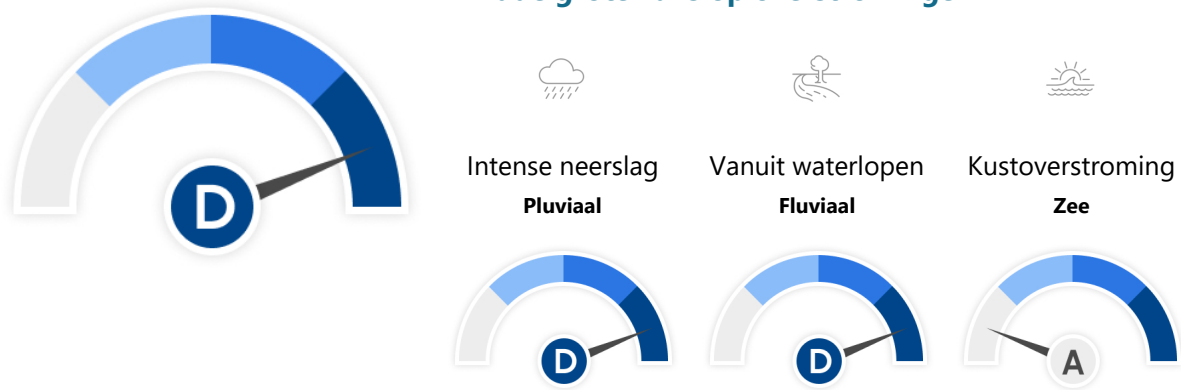 D
Intense neerslag
Vanuit waterlopen
Kustoverstroming
Pluviaal
Fluviaal
Zee
D
D
A